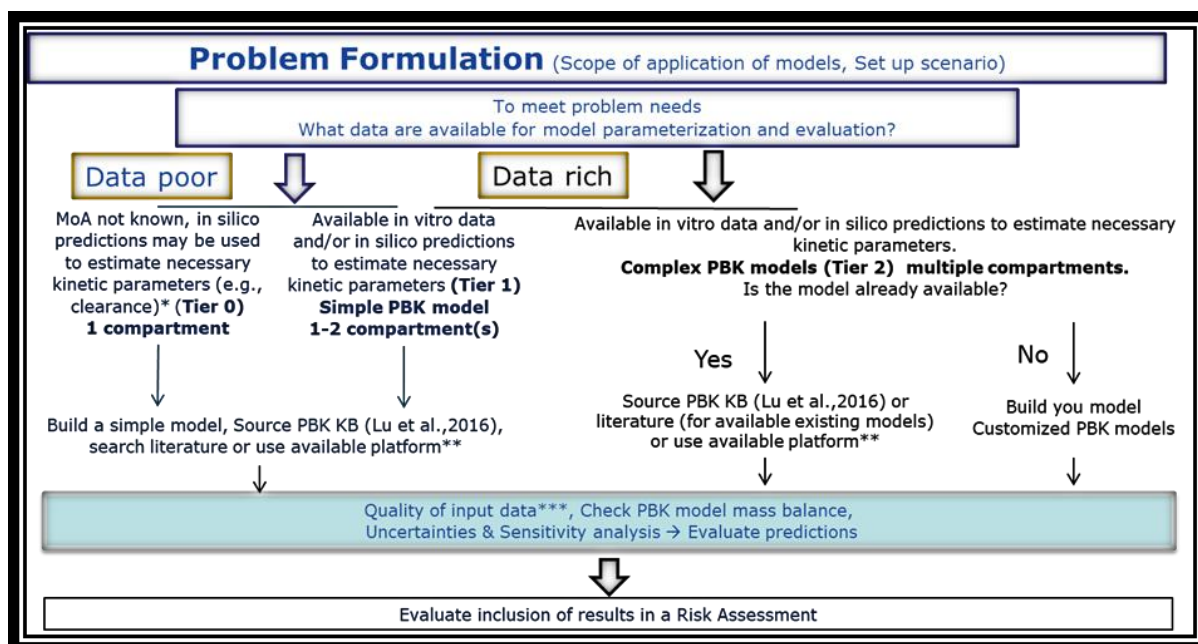 Problem Formulation (Scope of application of models, Set up scenario)
To meet problem needs
What data are available for model parameterization and evaluation?
Data poor
Data rich
MoA not known, in silico
predictions may be used
to estimate necessary
kinetic parameters (e.g.,
clearance)* (Tier 0)
1 compartment
Available in vitro data
and/or in silico predictions
to estimate necessary
kinetic parameters (Tier 1)
Simple PBK model
1-2 compartment(s)
Available in vitro data and/or in silico predictions to estimate necessary
kinetic parameters.
Complex PBK models (Tier 2) multiple compartments.
Is the model already available?
Yes
No
Build a simple model, Source PBK KB (Lu et al.,2016),
search literature or use available platform**
Source PBK KB (Lu et al.,2016) or
literature (for available existing models)
or use available platform**
Build you model
Customized PBK models
Quality of input data***, Check PBK model mass balance,
Uncertainties & Sensitivity analysis → Evaluate predictions
Evaluate inclusion of results in a Risk Assessment